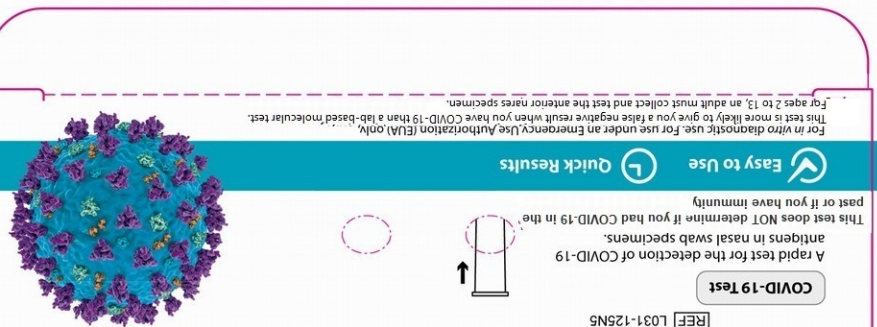 REF L031-125N5
COVID-19 Test
A rapid test for the detection of COVID-19
antigens in nasal swab specimens.
This test does NOT determine if you had COVID-19 in the
past or if you have immunity
Easy to Use Quick Results
For in vitro diagnostic use. For use under an Emergency Use Authorization (EUA) only.
This test is more likely to give you a false negative result when you have COVID-19 than a lab-based molecular test.
For ages 2 to 13, an adult must collect and test the anterior nares specimen.